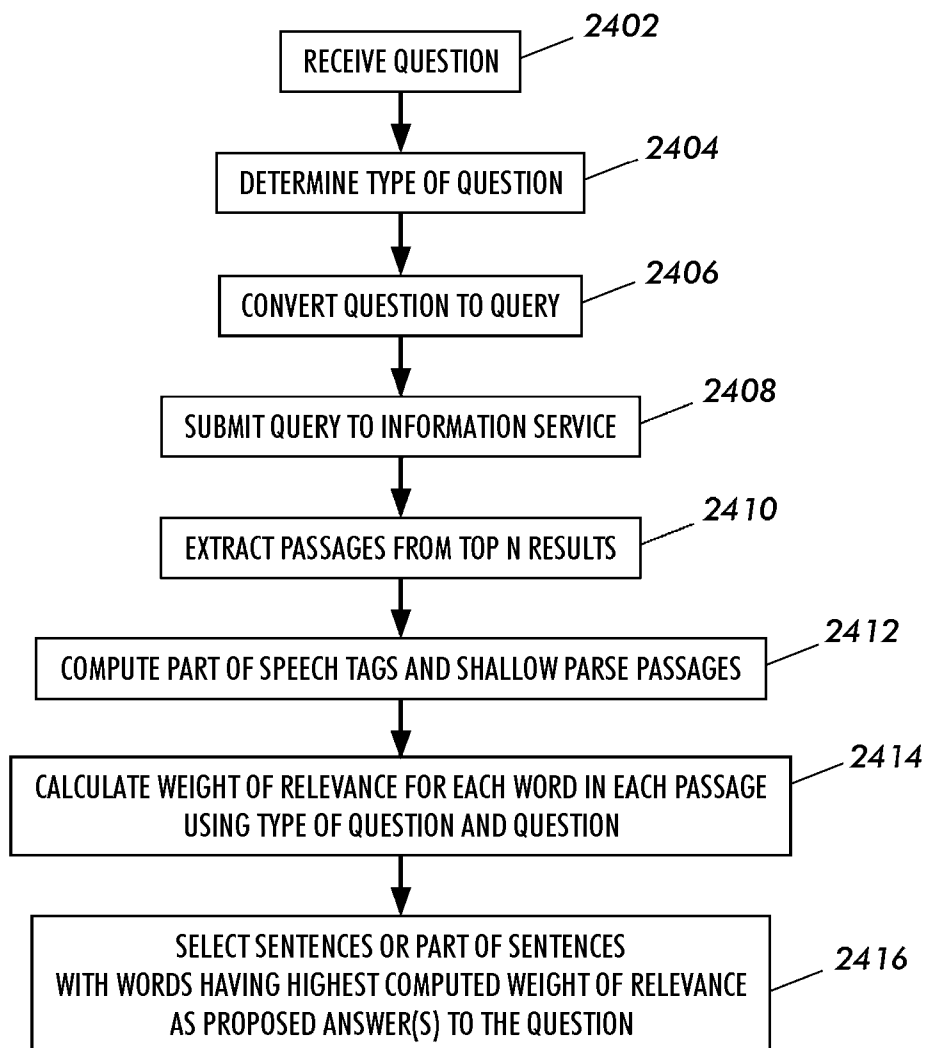 2402
RECEIVE QUESTION
2404
DETERMINE TYPE OF QUESTION
2406
CONVERT QUESTION TO QUERY
2408
SUBMIT QUERY TO INFORMATION SERVICE
2410
EXTRACT PASSAGES FROM TOP N RESULTS
2412
COMPUTE PART OF SPEECH TAGS AND SHALLOW PARSE PASSAGES
2414
CALCULATE WEIGHT OF RELEVANCE FOR EACH WORD IN EACH PASSAGE
USING TYPE OF QUESTION AND QUESTION
SELECT SENTENCES OR PART OF SENTENCES
2416
WITH WORDS HAVING HIGHEST COMPUTED WEIGHT OF RELEVANCE
AS PROPOSED ANSWER(S) TO THE QUESTION